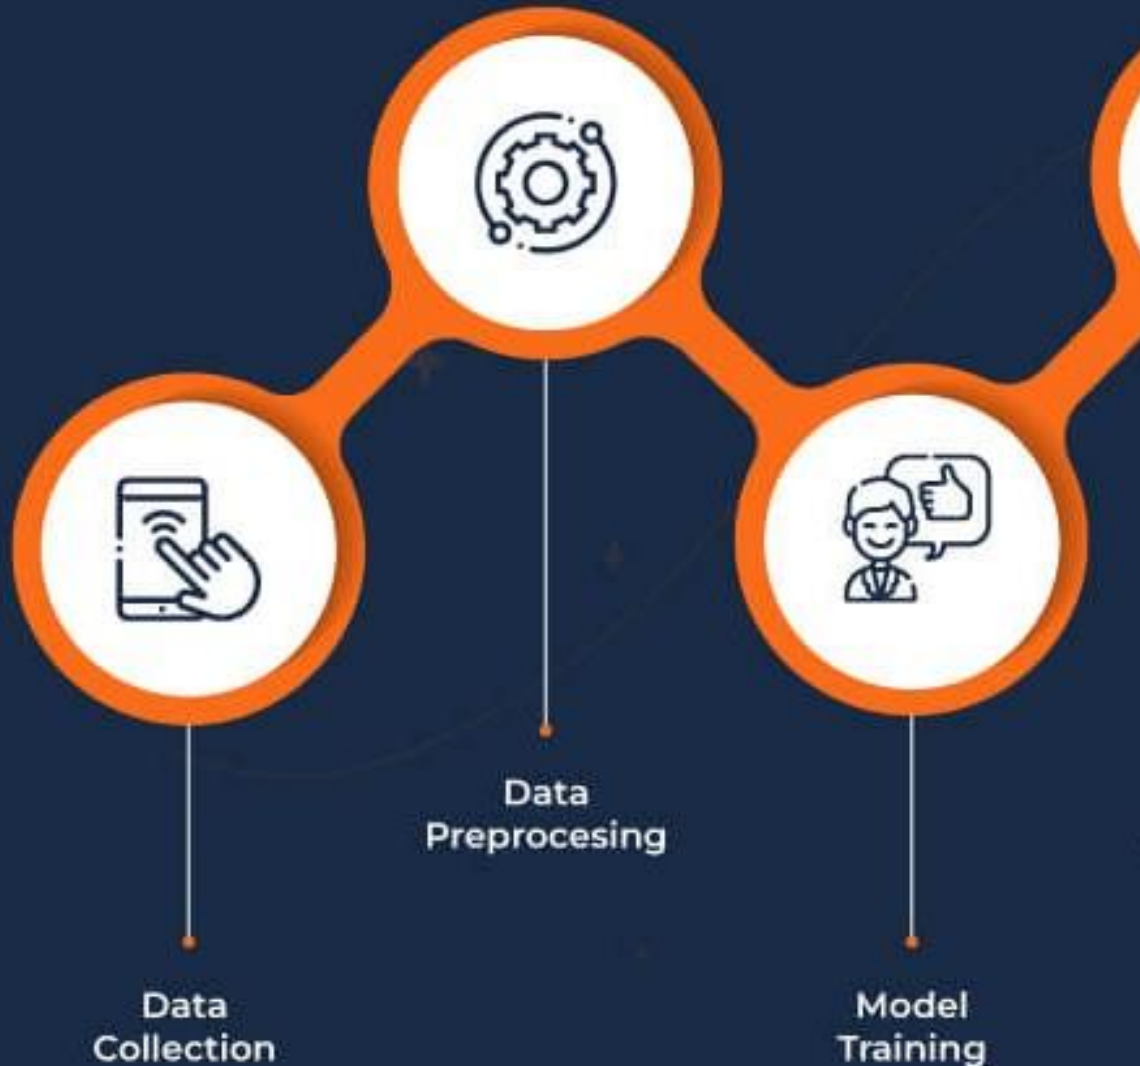 Data
Collection
Data
Preprocesing
Model
Training